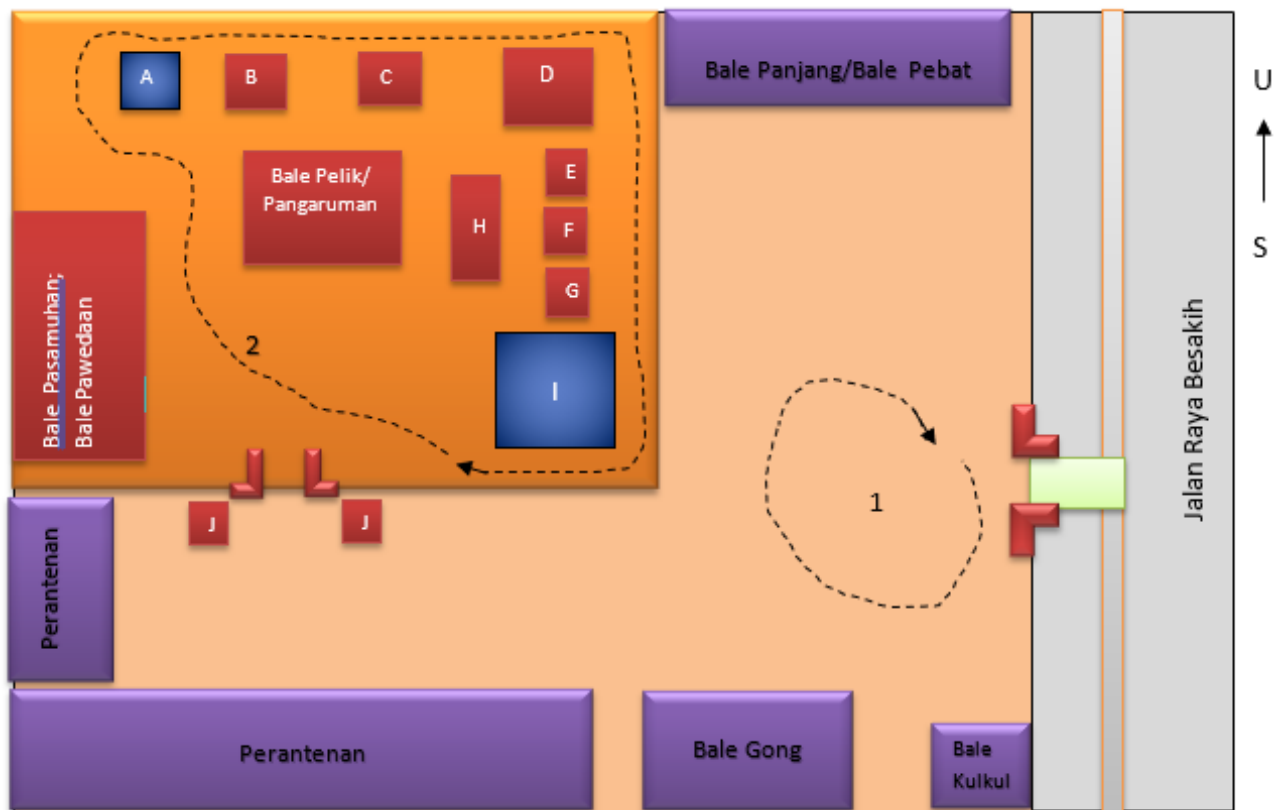 A
B
C
D
Bale Panjang/Bale Pebat
U
S
Bale Pelik/
Pangaruman
H
E
F
G
I
Bale Pasamuhan;
Bale Pawedaan
2
J
J
1
Jalan Raya Besakih
Perantenan
Perantenan
Bale Gong
Bale
Kulkul